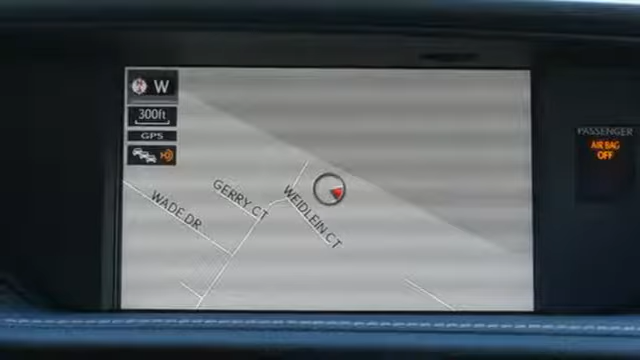 W
300ft
GPS
WADE DR
GERRY CT
WEIDLEIN CT
PASSENGER
AIR BAG
OFF